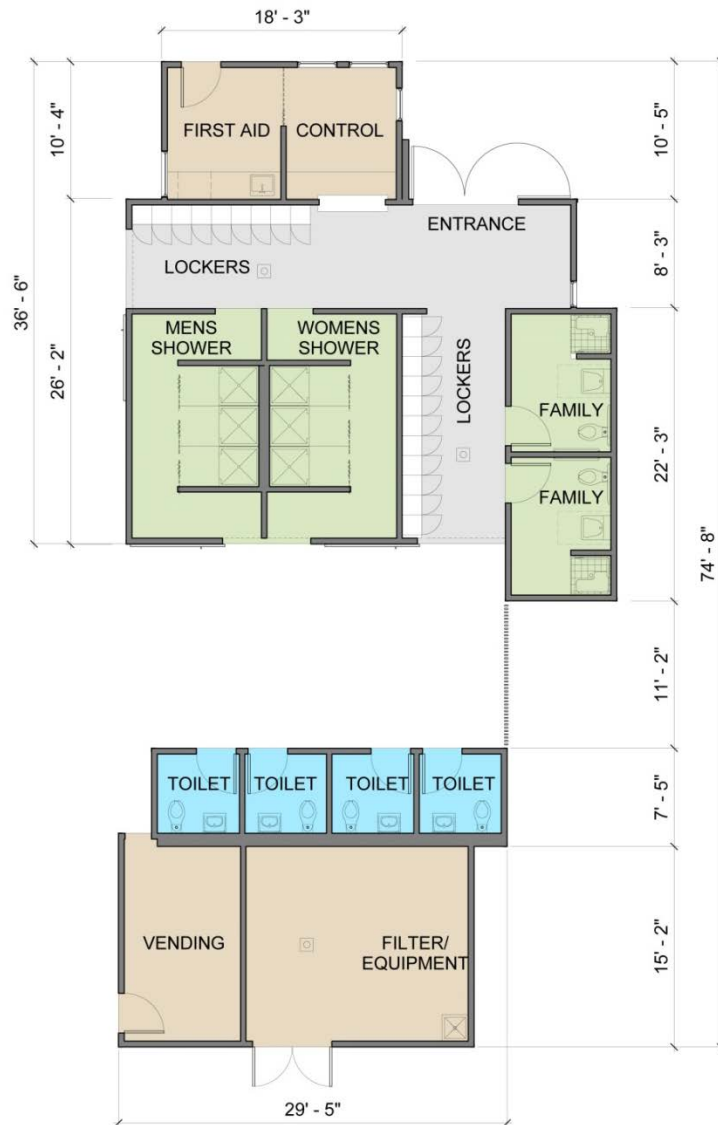 18' - 3"
10' - 4"
36' - 6"
26' - 2"
FIRST AID
CONTROL
10' - 5"
ENTRANCE
LOCKERS
8' - 3"
MENS
SHOWER
WOMENS
SHOWER
LOCKERS
FAMILY
FAMILY
22' - 3"
74' - 8"
11' - 2"
TOILET
TOILET
TOILET
TOILET
7' - 5"
VENDING
FILTER/
EQUIPMENT
15' - 2"
29' - 5"